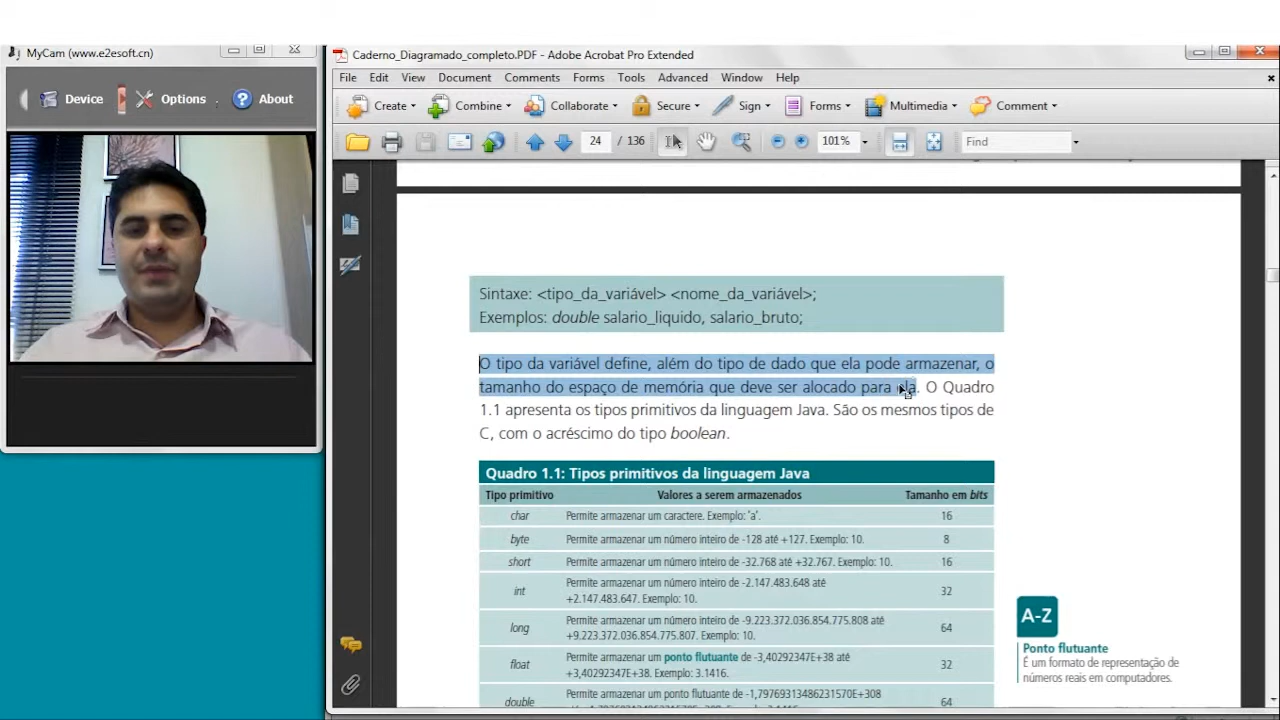 MyCam (www.e2esoft.cn)
Device
Options
About
Caderno_Diagramado_completo.PDF - Adobe Acrobat Pro Extended
File Edit View Document Comments Forms Tools Advanced Window Help
Create Combine Collaborate Secure Sign Forms Multimedia Comment
24 / 136 101% Find
Sintaxe: <tipo_da_variável> <nome_da_variável>;
Exemplos: double salario_liquido, salario_bruto;
O tipo da variável define, além do tipo de dado que ela pode armazenar, o
tamanho do espaço de memória que deve ser alocado para ela. O Quadro
1.1 apresenta os tipos primitivos da linguagem Java. São os mesmos tipos de
C, com o acréscimo do tipo boolean.
Quadro 1.1: Tipos primitivos da linguagem Java
Tipo primitivo Valores a serem armazenados Tamanho em bits
char Permite armazenar um caractere. Exemplo: 'a'. 16
byte Permite armazenar um número inteiro de -128 até +127. Exemplo: 10. 8
short Permite armazenar um número inteiro de -32.768 até +32.767. Exemplo: 10. 16
int Permite armazenar um número inteiro de -2.147.483.648 até
+2.147.483.647. Exemplo: 10. 32
long Permite armazenar um número inteiro de -9.223.372.036.854.775.808 até
+9.223.372.036.854.775.807. Exemplo: 10. 64
float Permite armazenar um ponto flutuante de -3,40292347E+38 até
+3,40292347E+38. Exemplo: 3.1416. 32
double Permite armazenar um ponto flutuante de -1,79769313486231570E+308
64
A-Z
Ponto flutuante
É um formato de representação de
números reais em computadores.